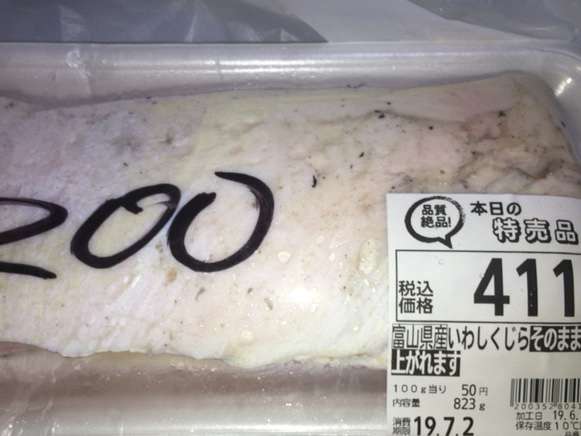 200
品質
絶品!
本日の
特売品
税込
価格
411
富山県産いわしくじらそのまま
上がれます
100g当り 50円
内容量 823g
消費
期限 19.7.2
加工日 19.6.
保存温度10℃